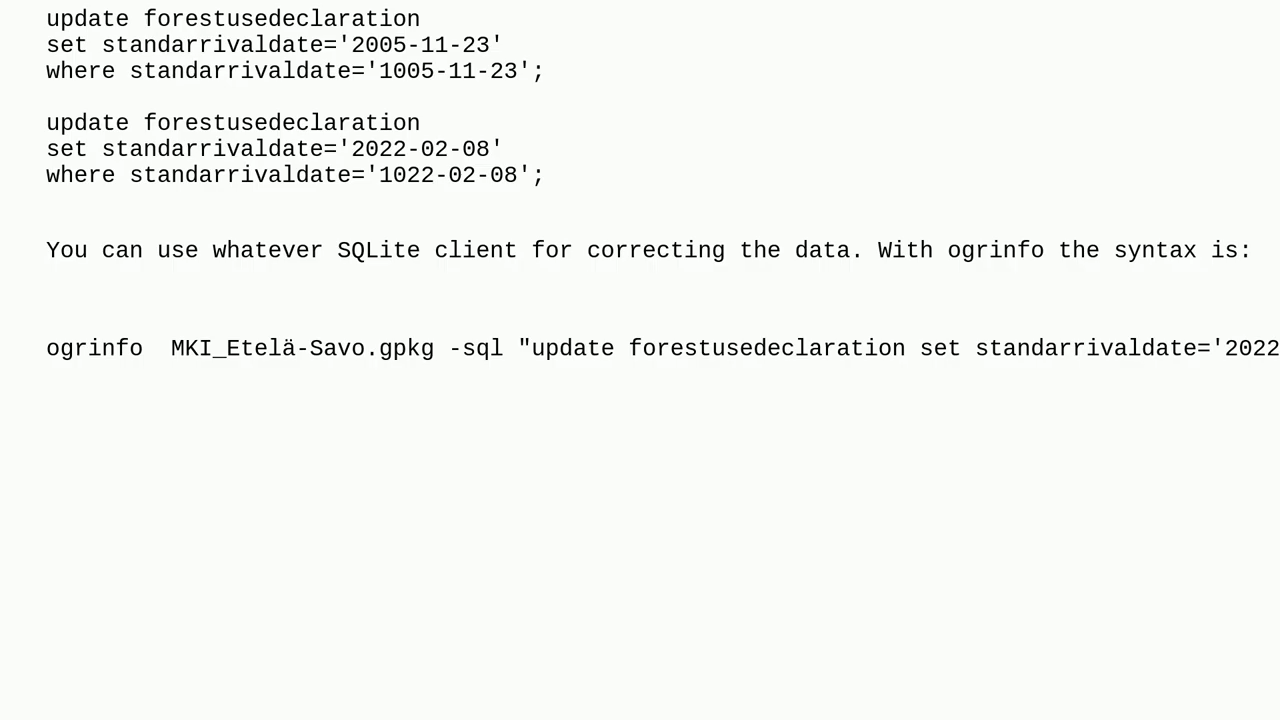 update forestusedeclaration
set standarrivaldate='2005-11-23'
where standarrivaldate='1005-11-23';
update forestusedeclaration
set standarrivaldate='2022-02-08'
where standarrivaldate='1022-02-08';
You can use whatever SQLite client for correcting the data. With ogrinfo the syntax is:
ogrinfo  MKI_Etelä-Savo.gpkg -sql "update forestusedeclaration set standarrivaldate='2022